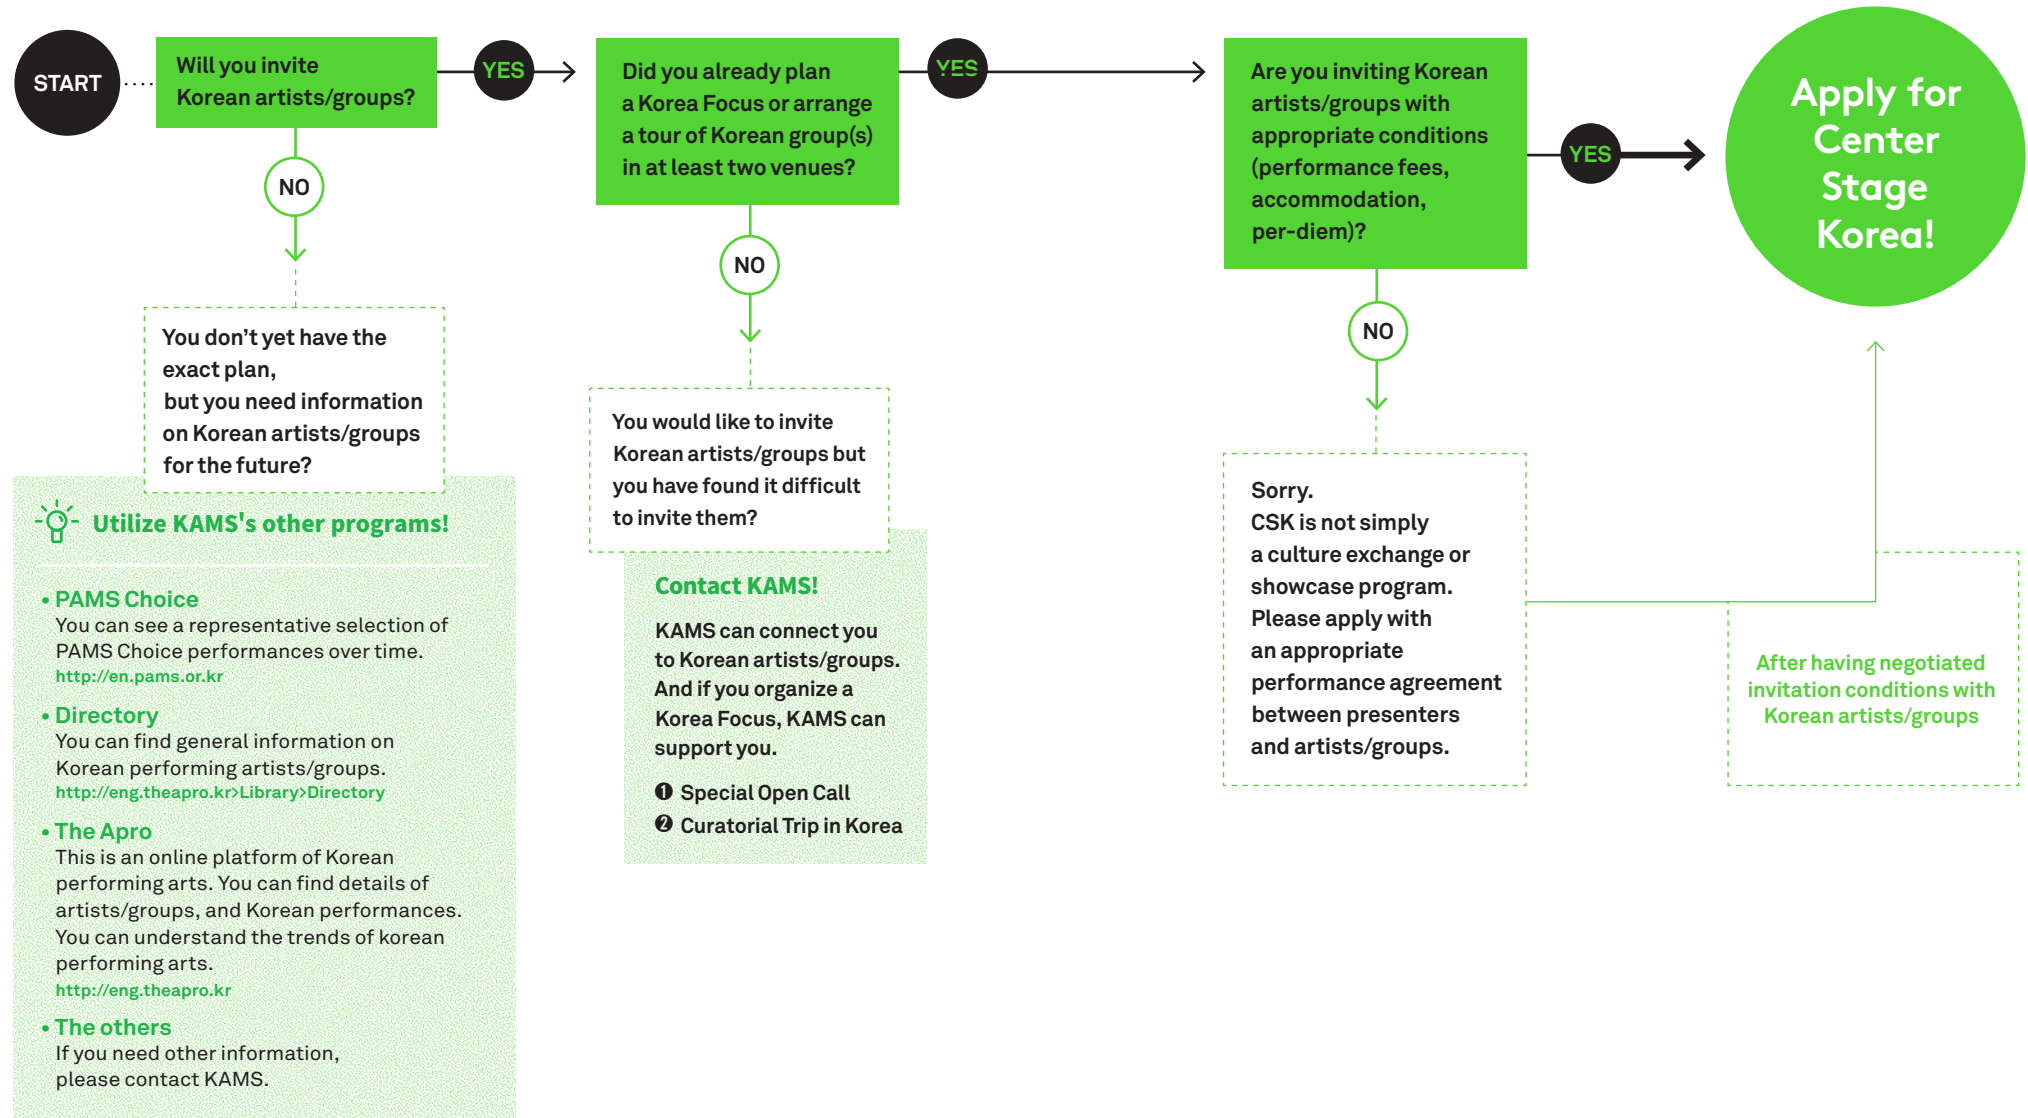 START
Will you invite
Korean artists/groups?
YES
Did you already plan
a Korea Focus or arrange
a tour of Korean group(s)
in at least two venues?
YES
Are you inviting Korean
artists/groups with
appropriate conditions
(performance fees,
accommodation,
per-diem)?
YES
Apply for
Center
Stage
Korea!
NO
You don’t yet have the
exact plan,
but you need information
on Korean artists/groups
for the future?
Utilize KAMS's other programs!
• PAMS Choice
You can see a representative selection of
PAMS Choice performances over time.
http://en.pams.or.kr
• Directory
You can find general information on
Korean performing artists/groups.
http://eng.theapro.kr>Library>Directory
• The Apro
This is an online platform of Korean
performing arts. You can find details of
artists/groups, and Korean performances.
You can understand the trends of korean
performing arts.
http://eng.theapro.kr
• The others
If you need other information,
please contact KAMS.
NO
You would like to invite
Korean artists/groups but
you have found it difficult
to invite them?
Contact KAMS!
KAMS can connect you
to Korean artists/groups.
And if you organize a
Korea Focus, KAMS can
support you.
❶ Special Open Call
❷ Curatorial Trip in Korea
NO
Sorry.
CSK is not simply
a culture exchange or
showcase program.
Please apply with
an appropriate
performance agreement
between presenters
and artists/groups.
After having negotiated
invitation conditions with
Korean artists/groups